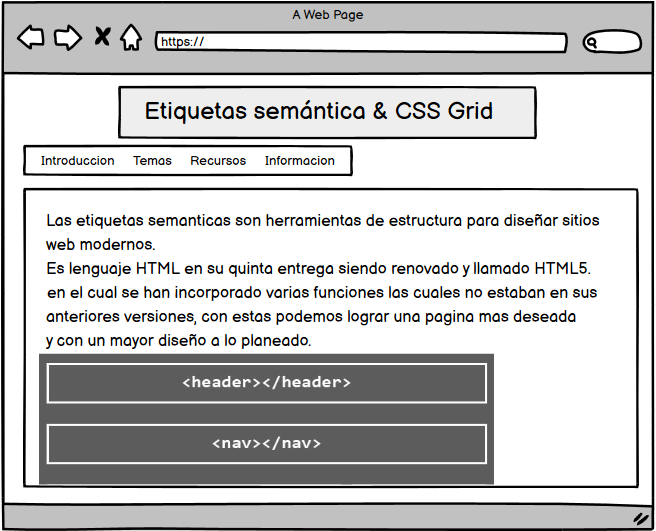 A Web Page
https://
Etiquetas semántica & CSS Grid
Introduccion Temas Recursos Informacion
Las etiquetas semanticas son herramientas de estructura para diseñar sitios
web modernos.
Es lenguaje HTML en su quinta entrega siendo renovado y llamado HTML5.
en el cual se han incorporado varias funciones las cuales no estaban en sus
anteriores versiones, con estas podemos lograr una pagina mas deseada
y con un mayor diseño a lo planeado.
<header></header>
<nav></nav>